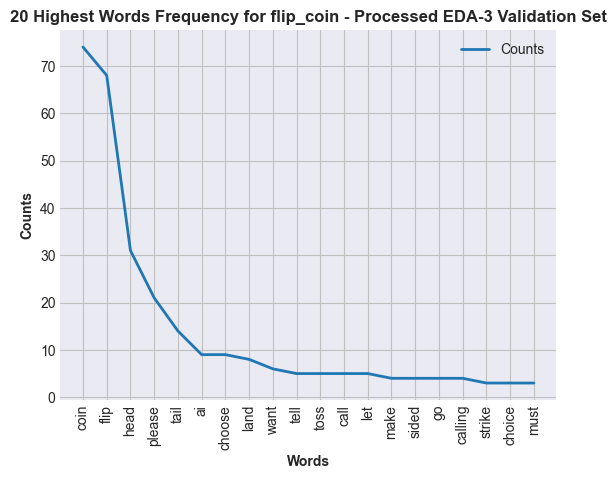 20 Highest Words Frequency for flip_coin - Processed EDA-3 Validation Set
Counts
70
60
50
40
30
20
10
0
Counts
coin
flip
head
please
tail
ai
choose
land
want
tell
toss
call
let
make
sided
go
calling
strike
choice
must
Words